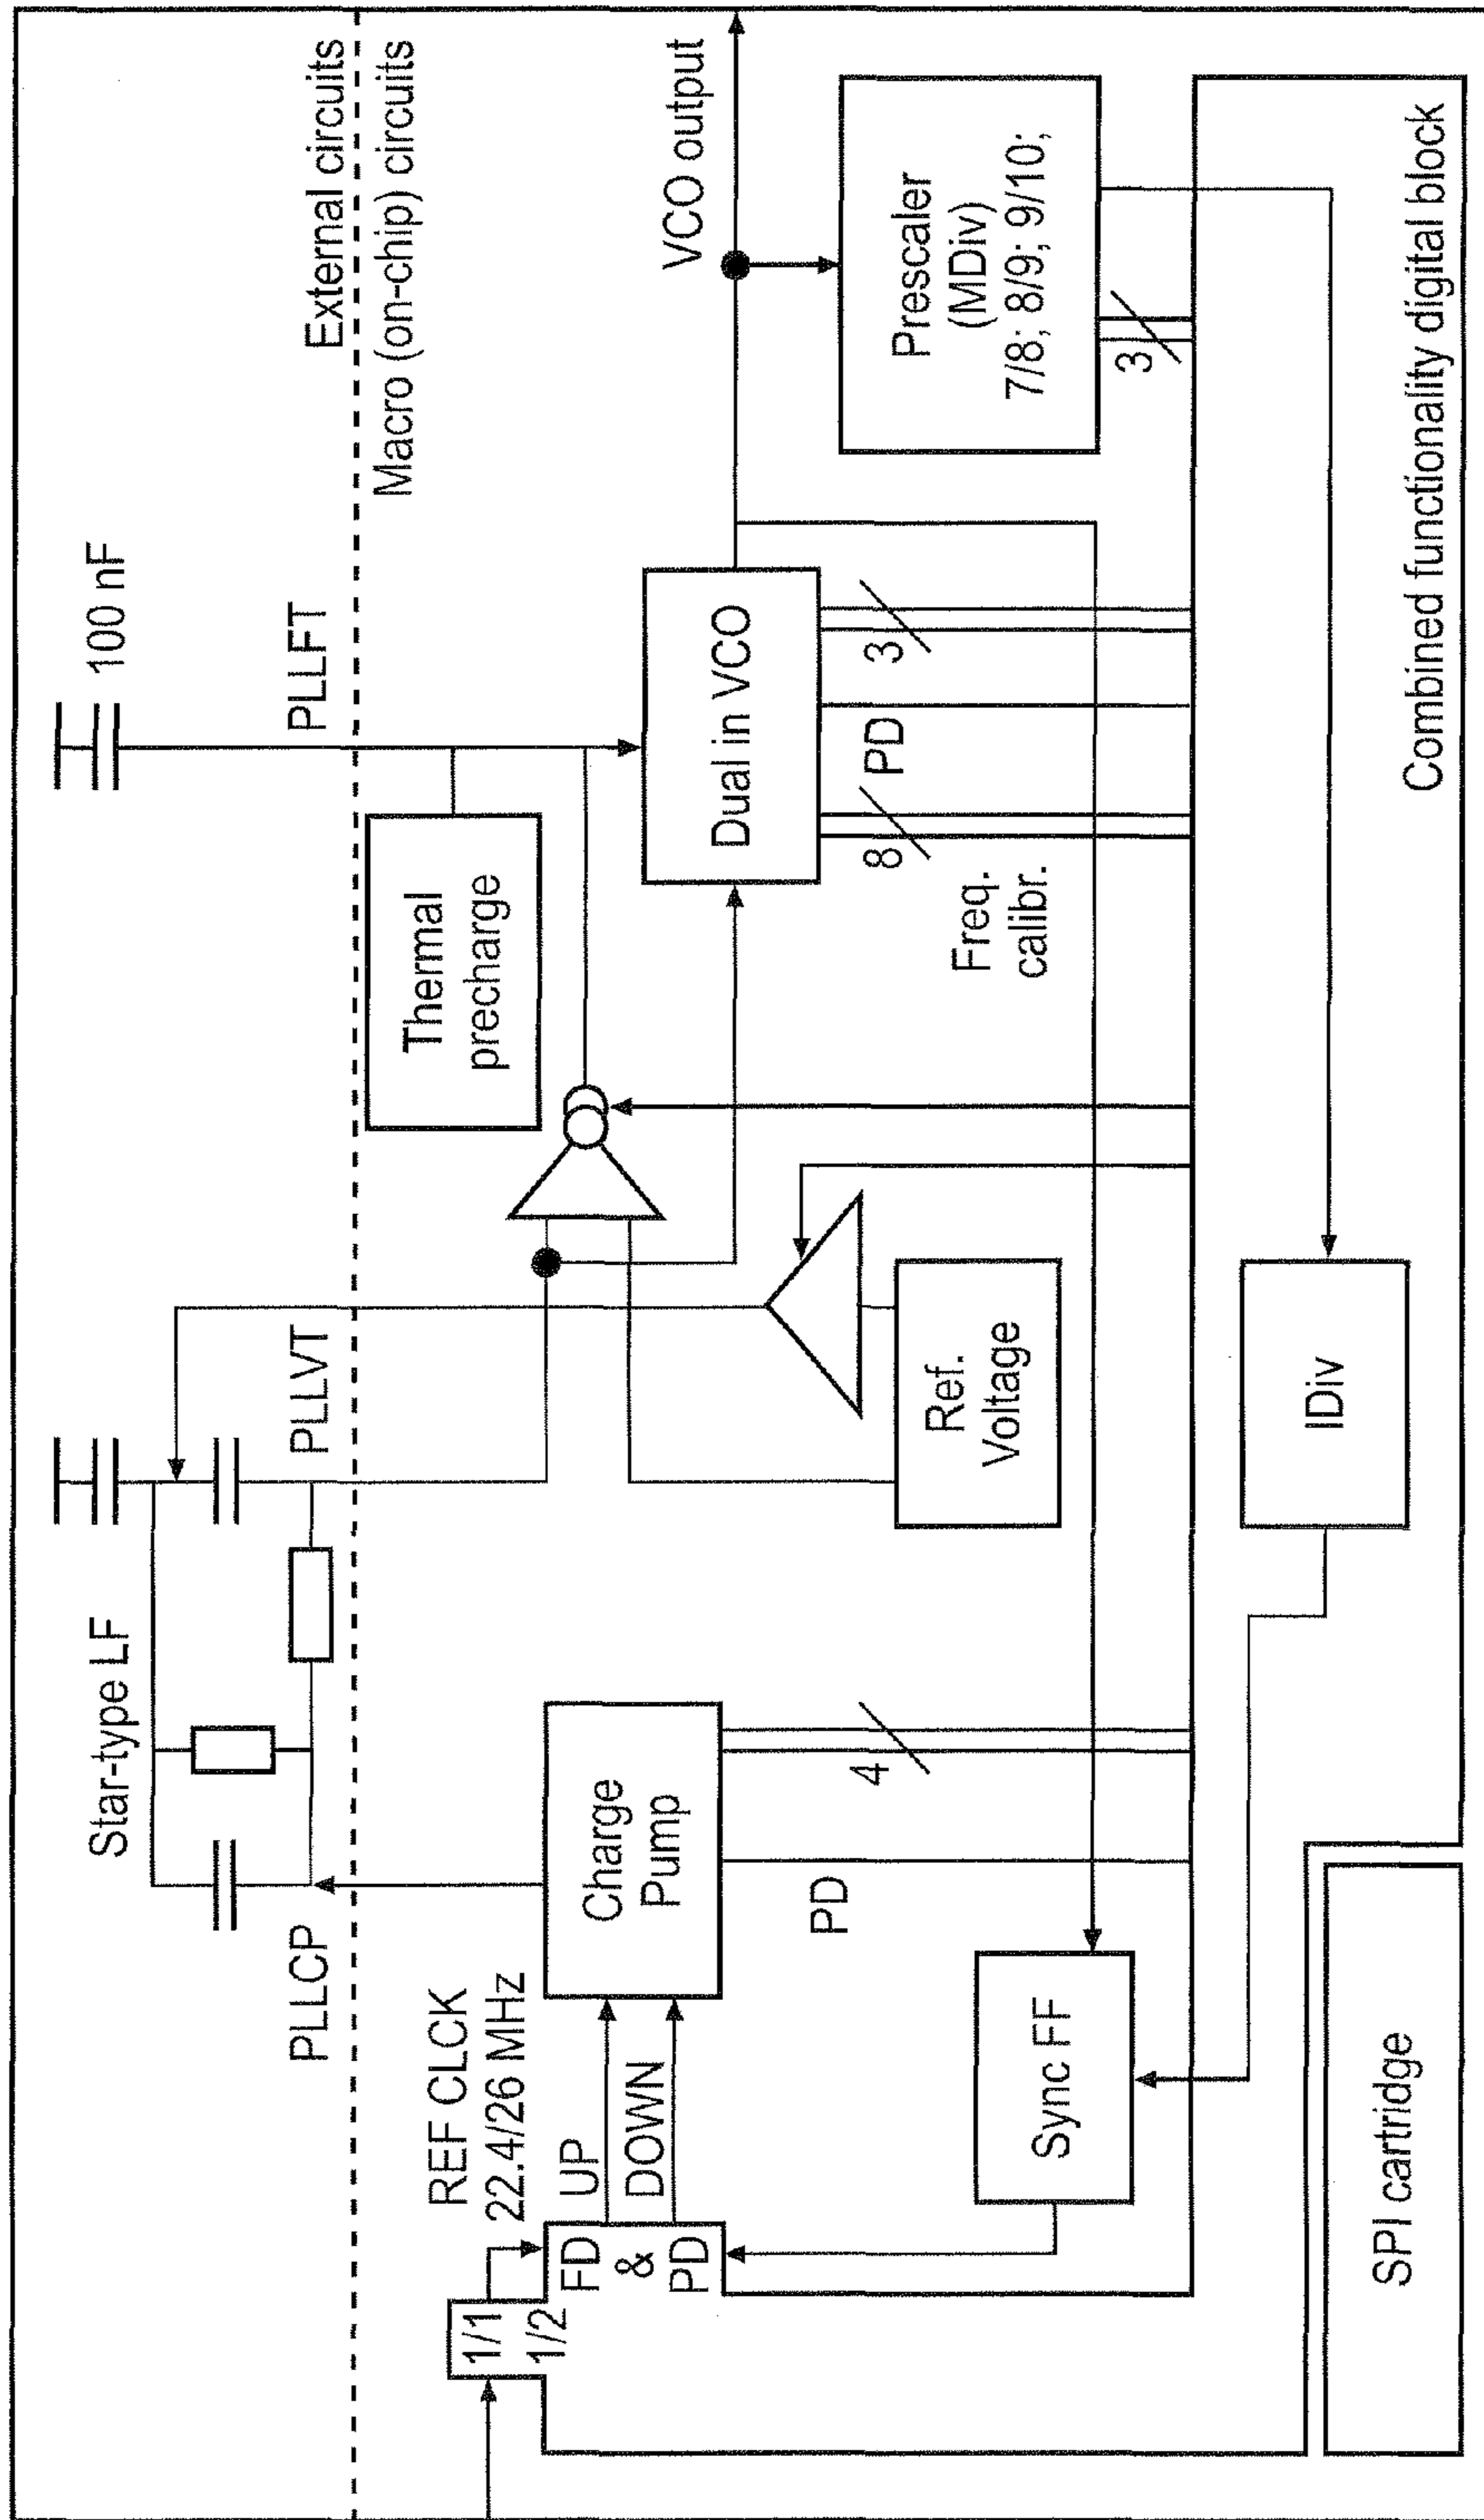 External circuits
Macro (on-chip) circuits
100 nF
PLLFT
Star-type LF
PLLVT
PLLCP
REF CLCK
22.4/26 MHz
1/1
1/2
FD
&
PD
UP
DOWN
Charge
Pump
4
PD
Sync FF
Thermal
precharge
Ref.
Voltage
Dual in VCO
8
PD
3
Freq.
calibr.
VCO output
Prescaler
(MDiv)
7/8; 8/9; 9/10;
3
IDiv
Combined functionality digital block
SPI cartridge